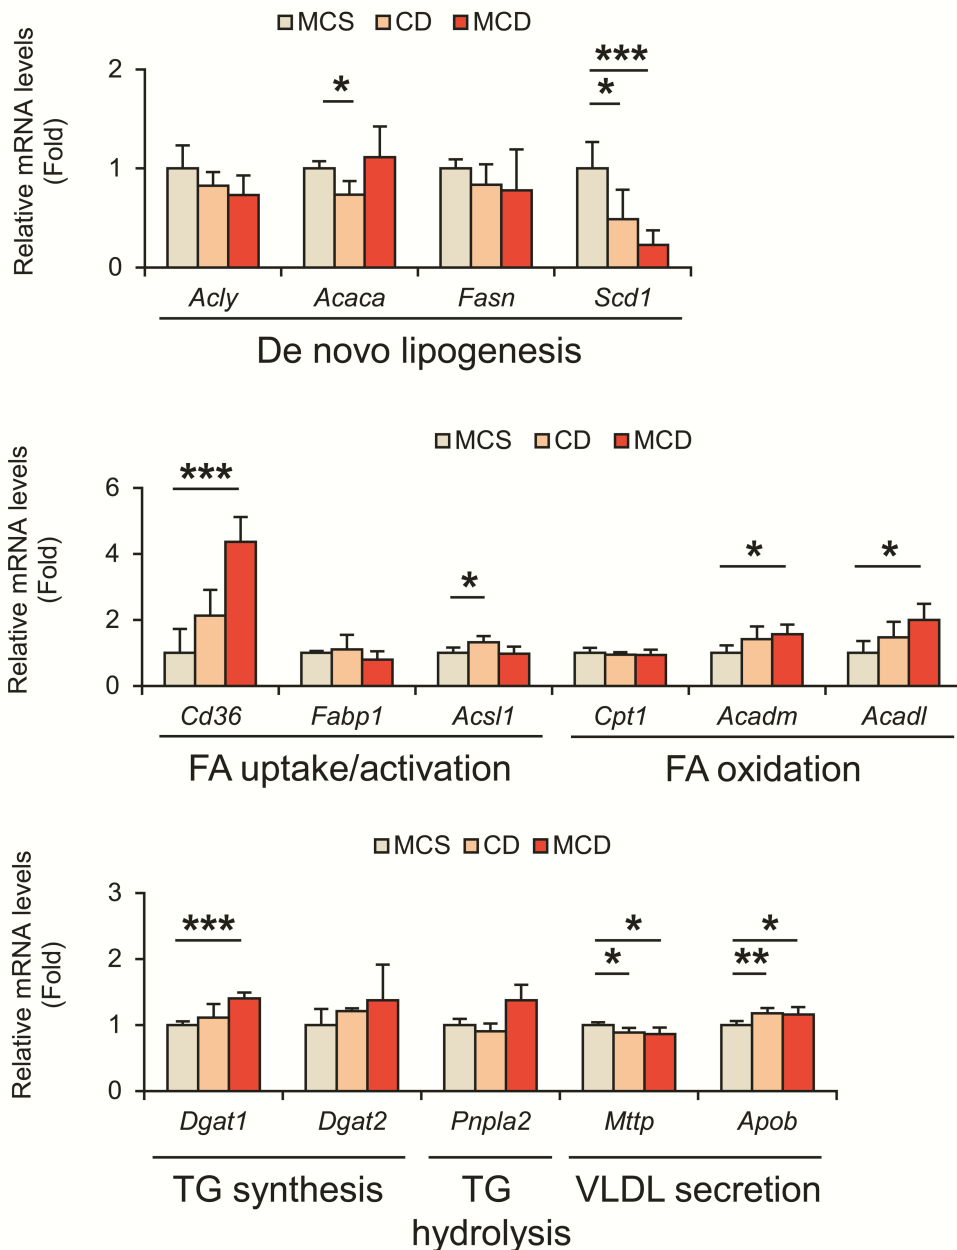 MCS CD MCD
Relative mRNA levels
(Fold)
2
1
0
*
***
*
Acly Acaca Fasn Scd1
De novo lipogenesis
MCS CD MCD
Relative mRNA levels
(Fold)
6
4
2
0
***
*
*
*
Cd36 Fabp1 Acsl1 Cpt1 Acadm Acadl
FA uptake/activation FA oxidation
MCS CD MCD
Relative mRNA levels
(Fold)
3
2
1
0
***
*
*
*
**
Dgat1 Dgat2 Pnpla2 Mttp Apob
TG synthesis TG VLDL secretion
hydrolysis